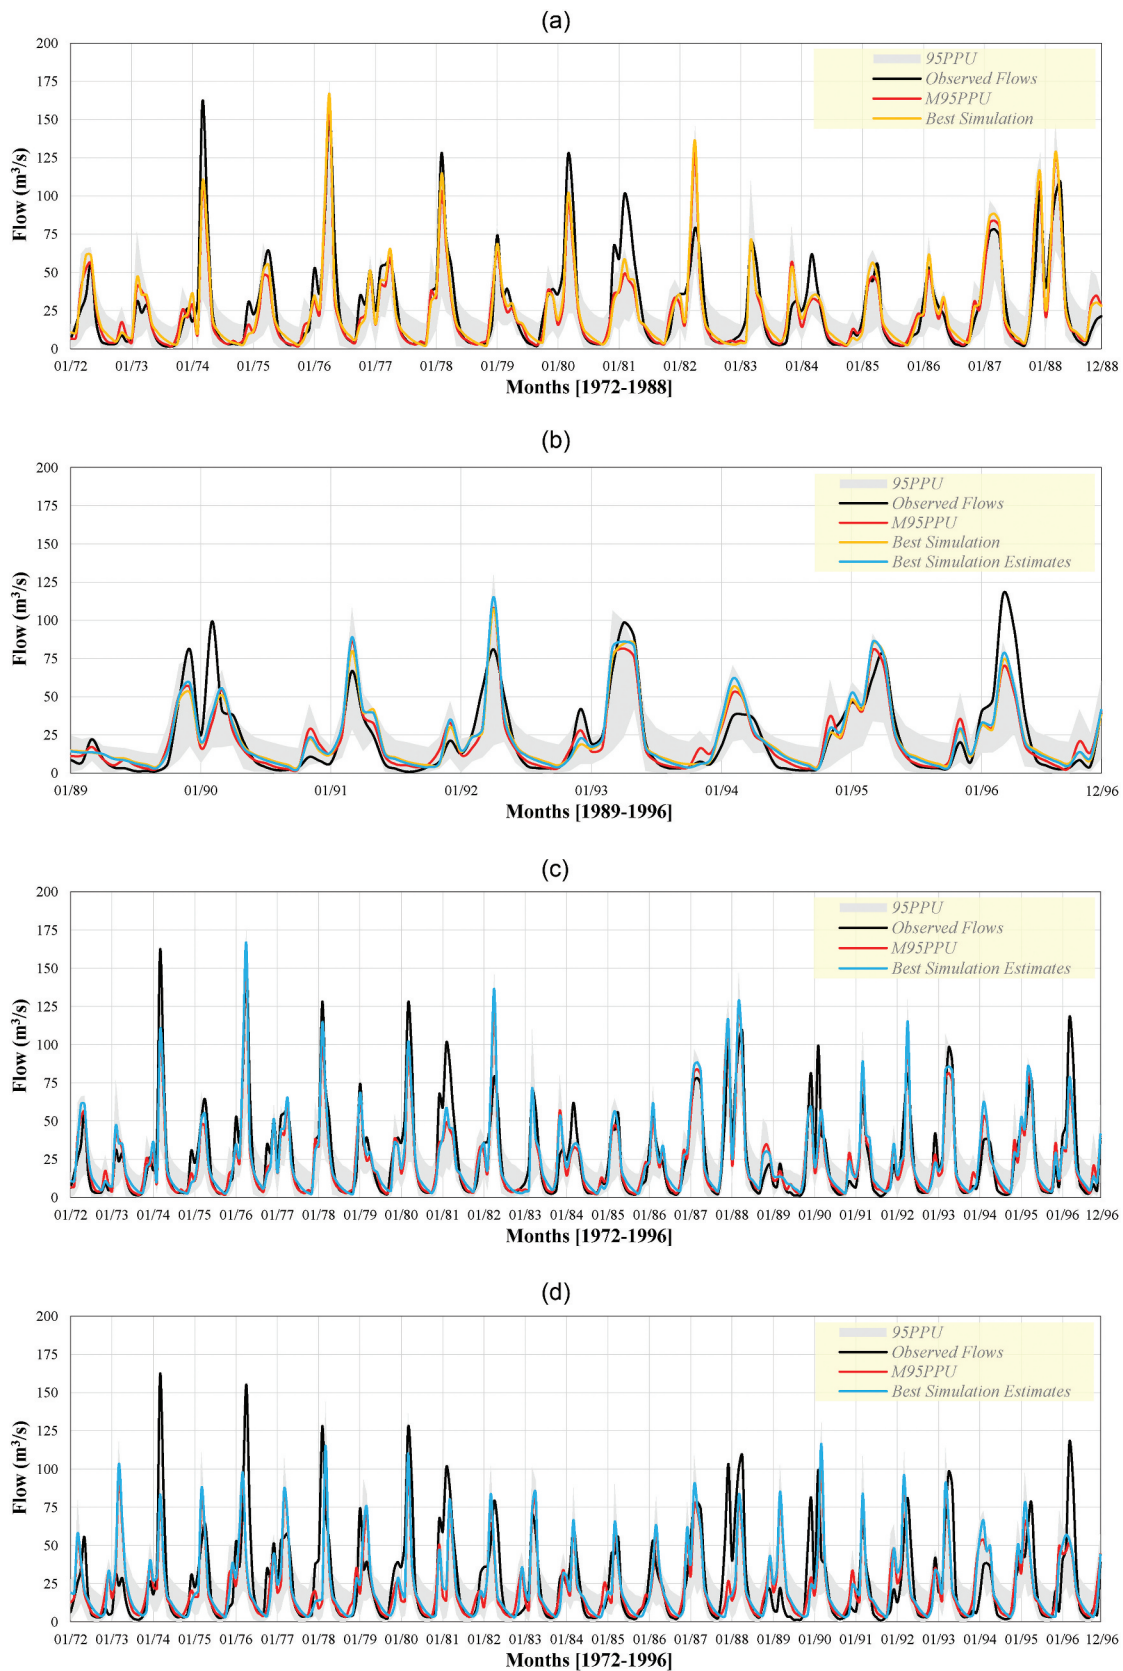 (a)
200
175
150
125
100
75
50
25
0
Flow (m³/s)
95PPU
Observed Flows
M95PPU
Best Simulation
01/72 01/73 01/74 01/75 01/76 01/77 01/78 01/79 01/80 01/81 01/82 01/83 01/84 01/85 01/86 01/87 01/88 12/88
Months [1972-1988]
(b)
200
175
150
125
100
75
50
25
0
Flow (m³/s)
95PPU
Observed Flows
M95PPU
Best Simulation
Best Simulation Estimates
01/89 01/90 01/91 01/92 01/93 01/94 01/95 01/96 12/96
Months [1989-1996]
(c)
200
175
150
125
100
75
50
25
0
Flow (m³/s)
95PPU
Observed Flows
M95PPU
Best Simulation Estimates
01/72 01/73 01/74 01/75 01/76 01/77 01/78 01/79 01/80 01/81 01/82 01/83 01/84 01/85 01/86 01/87 01/88 01/89 01/90 01/91 01/92 01/93 01/94 01/95 01/96 12/96
Months [1972-1996]
(d)
200
175
150
125
100
75
50
25
0
Flow (m³/s)
95PPU
Observed Flows
M95PPU
Best Simulation Estimates
01/72 01/73 01/74 01/75 01/76 01/77 01/78 01/79 01/80 01/81 01/82 01/83 01/84 01/85 01/86 01/87 01/88 01/89 01/90 01/91 01/92 01/93 01/94 01/95 01/96 12/96
Months [1972-1996]